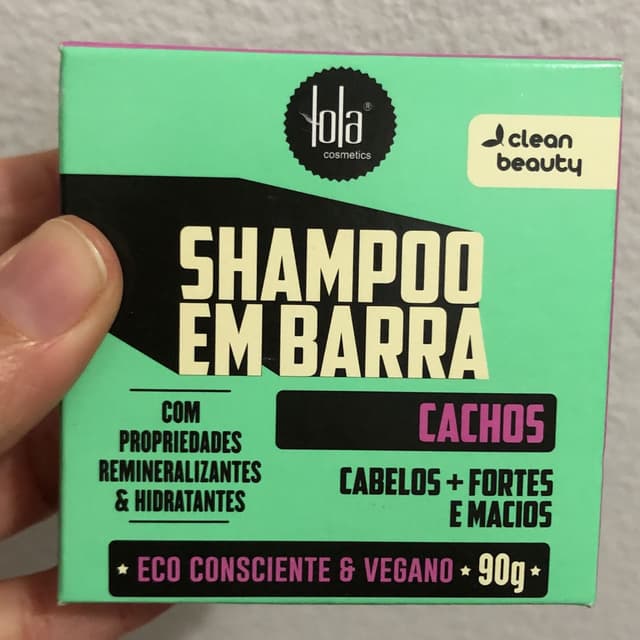 lola®
cosmetics
clean
beauty
SHAMPOO
EM BARRA
CACHOS
COM
PROPRIEDADES
REMINERALIZANTES
& HIDRATANTES
CABELOS + FORTES
E MACIOS
ECO CONSCIENTE & VEGANO * 90g